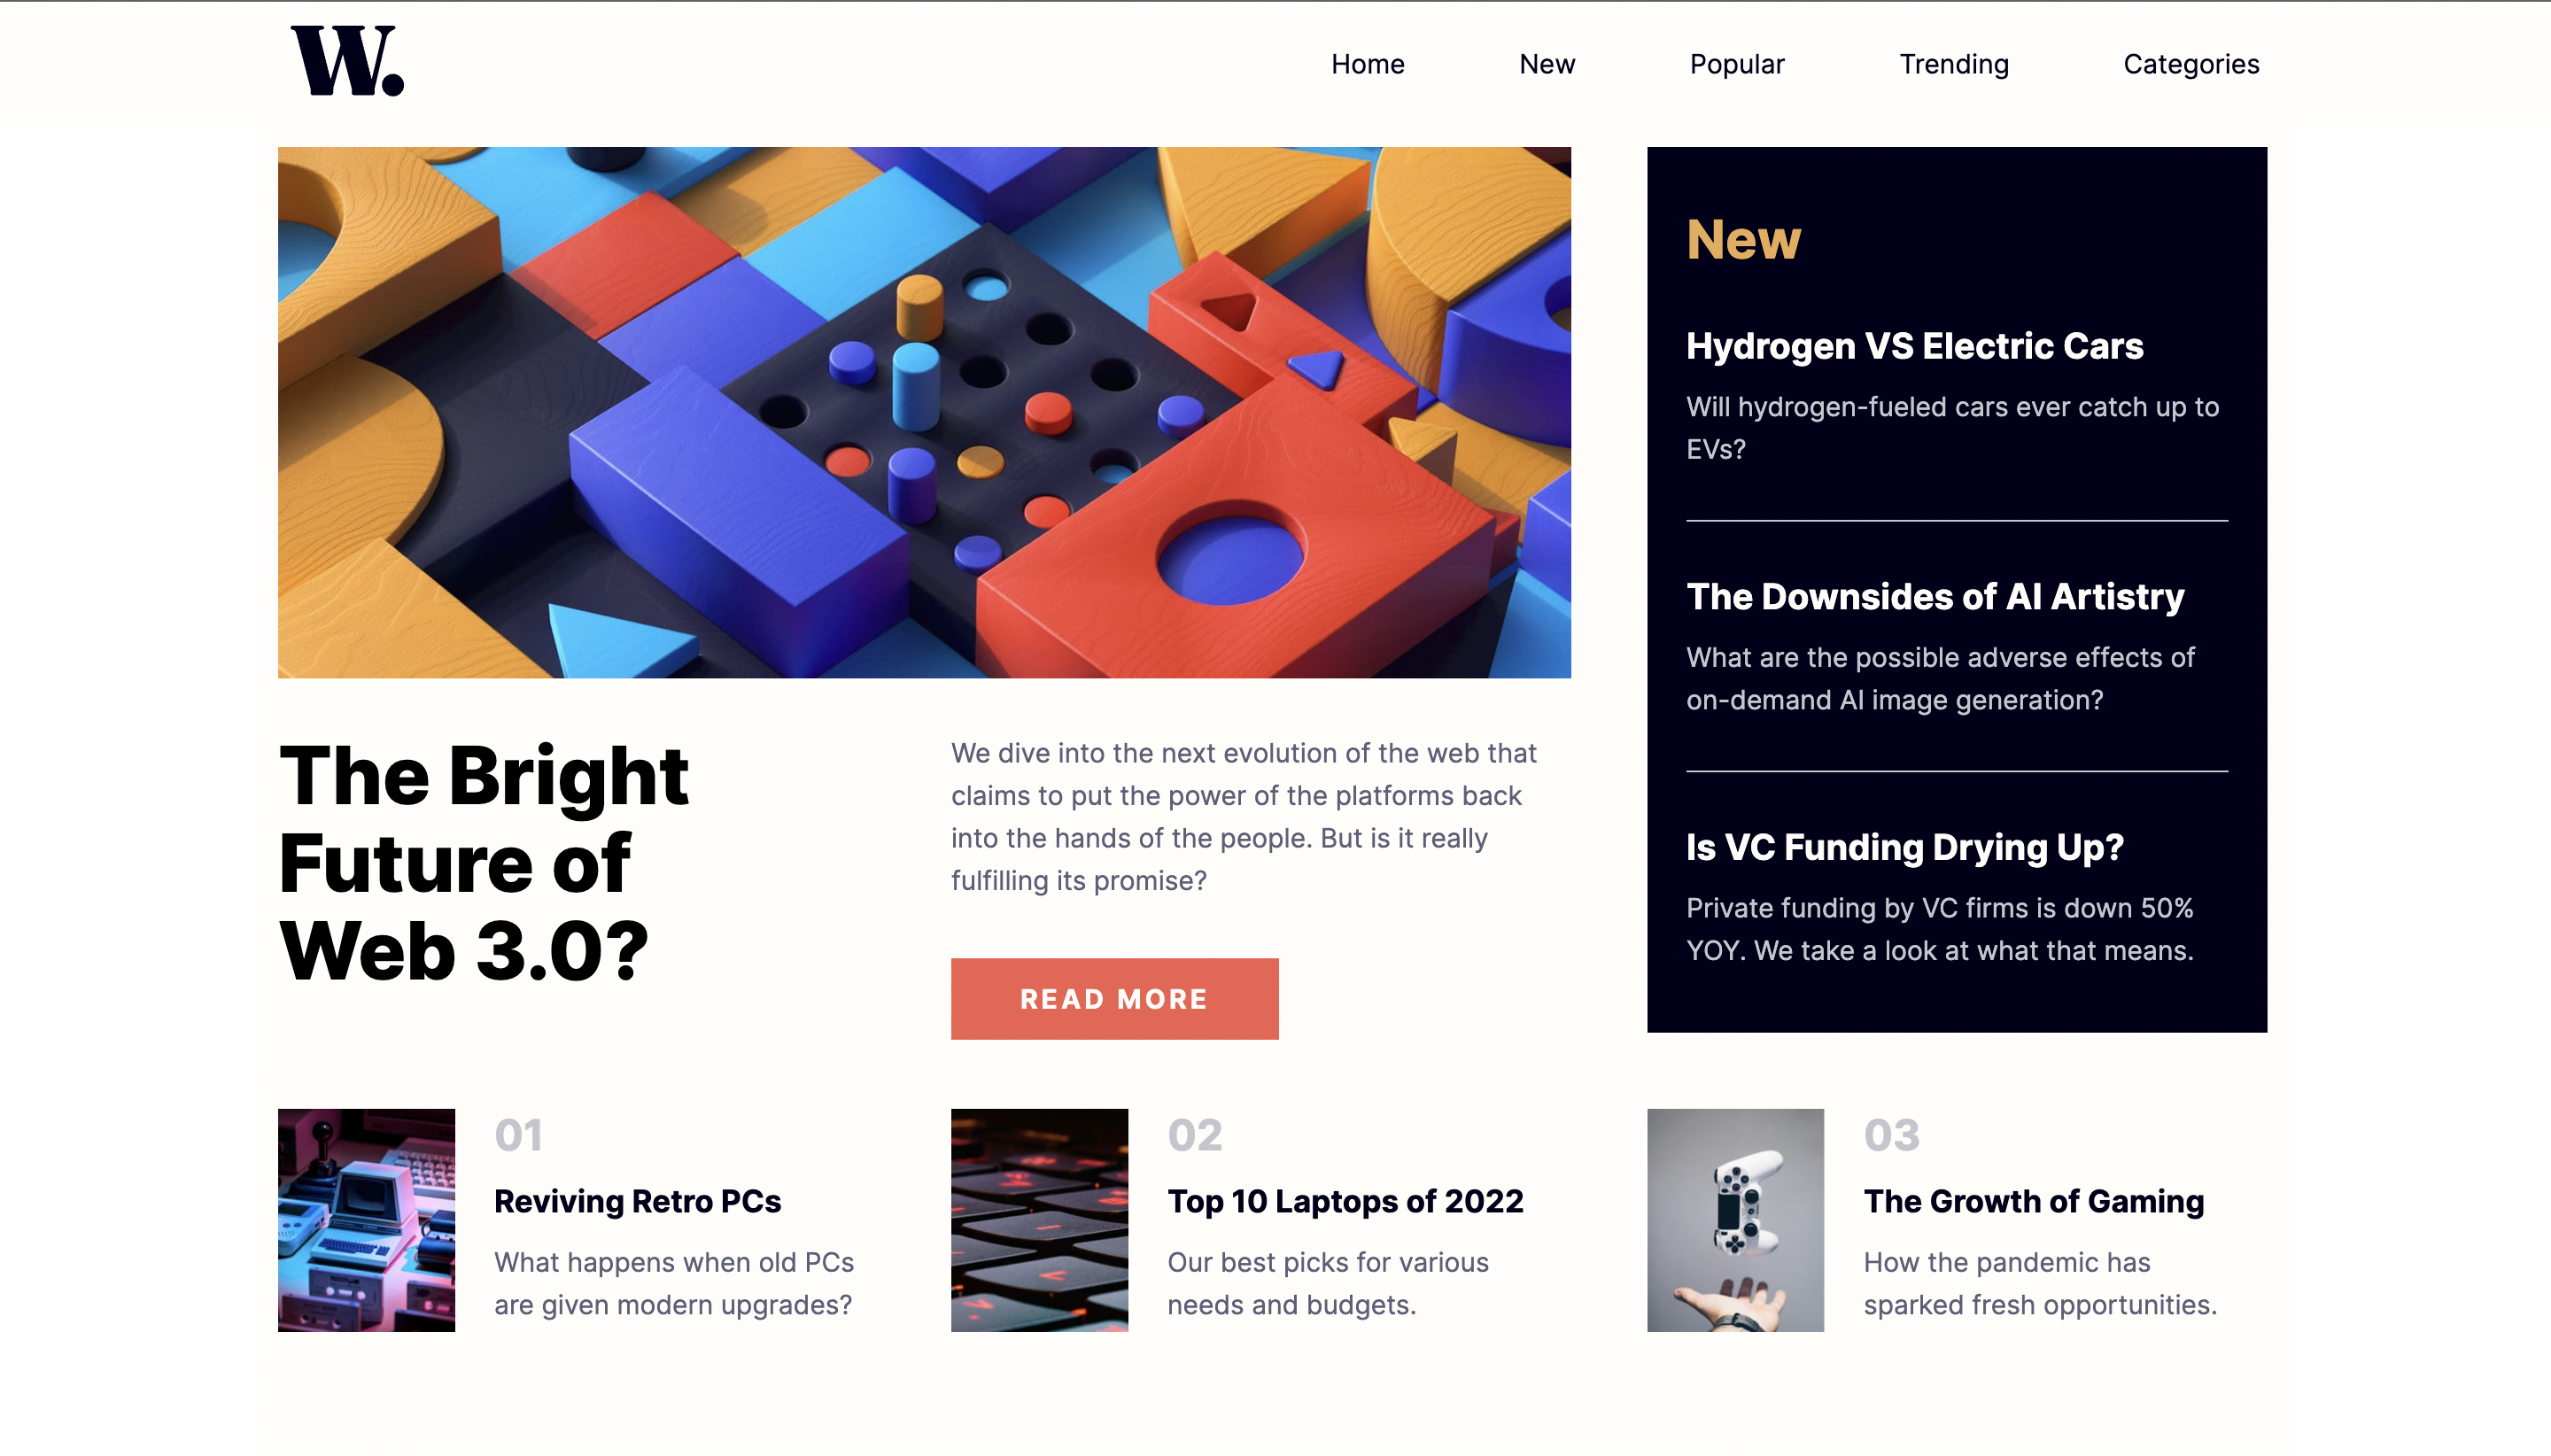 W.
Home New Popular Trending Categories
The Bright
Future of
Web 3.0?
We dive into the next evolution of the web that
claims to put the power of the platforms back
into the hands of the people. But is it really
fulfilling its promise?
READ MORE
New
Hydrogen VS Electric Cars
Will hydrogen-fueled cars ever catch up to
EVs?
The Downsides of AI Artistry
What are the possible adverse effects of
on-demand AI image generation?
Is VC Funding Drying Up?
Private funding by VC firms is down 50%
YOY. We take a look at what that means.
01
Reviving Retro PCs
What happens when old PCs
are given modern upgrades?
02
Top 10 Laptops of 2022
Our best picks for various
needs and budgets.
03
The Growth of Gaming
How the pandemic has
sparked fresh opportunities.